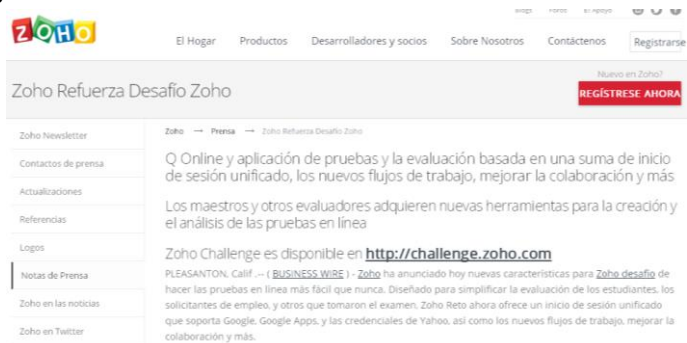 Blogs Foros El Apoyo
ZOHO
El Hogar Productos Desarrolladores y socios Sobre Nosotros Contáctenos Registrarse
Nuevo en Zoho?
Zoho Refuerza Desafío Zoho
REGÍSTRESE AHORA
Zoho Newsletter
Contactos de prensa
Actualizaciones
Referencias
Logos
Notas de Prensa
Zoho en las noticias
Zoho en Twitter
Zoho → Prensa → Zoho Refuerza Desafío Zoho
Q Online y aplicación de pruebas y la evaluación basada en una suma de inicio
de sesión unificado, los nuevos flujos de trabajo, mejorar la colaboración y más
Los maestros y otros evaluadores adquieren nuevas herramientas para la creación y
el análisis de las pruebas en línea
Zoho Challenge es disponible en http://challenge.zoho.com
PLEASANTON, Calif .-- ( BUSINESS WIRE ) - Zoho ha anunciado hoy nuevas características para Zoho desafío de
hacer las pruebas en línea más fácil que nunca. Diseñado para simplificar la evaluación de los estudiantes, los
solicitantes de empleo, y otros que tomaron el examen, Zoho Reto ahora ofrece un inicio de sesión unificado
que soporta Google, Google Apps, y las credenciales de Yahoo, así como los nuevos flujos de trabajo, mejorar la
colaboración y más.